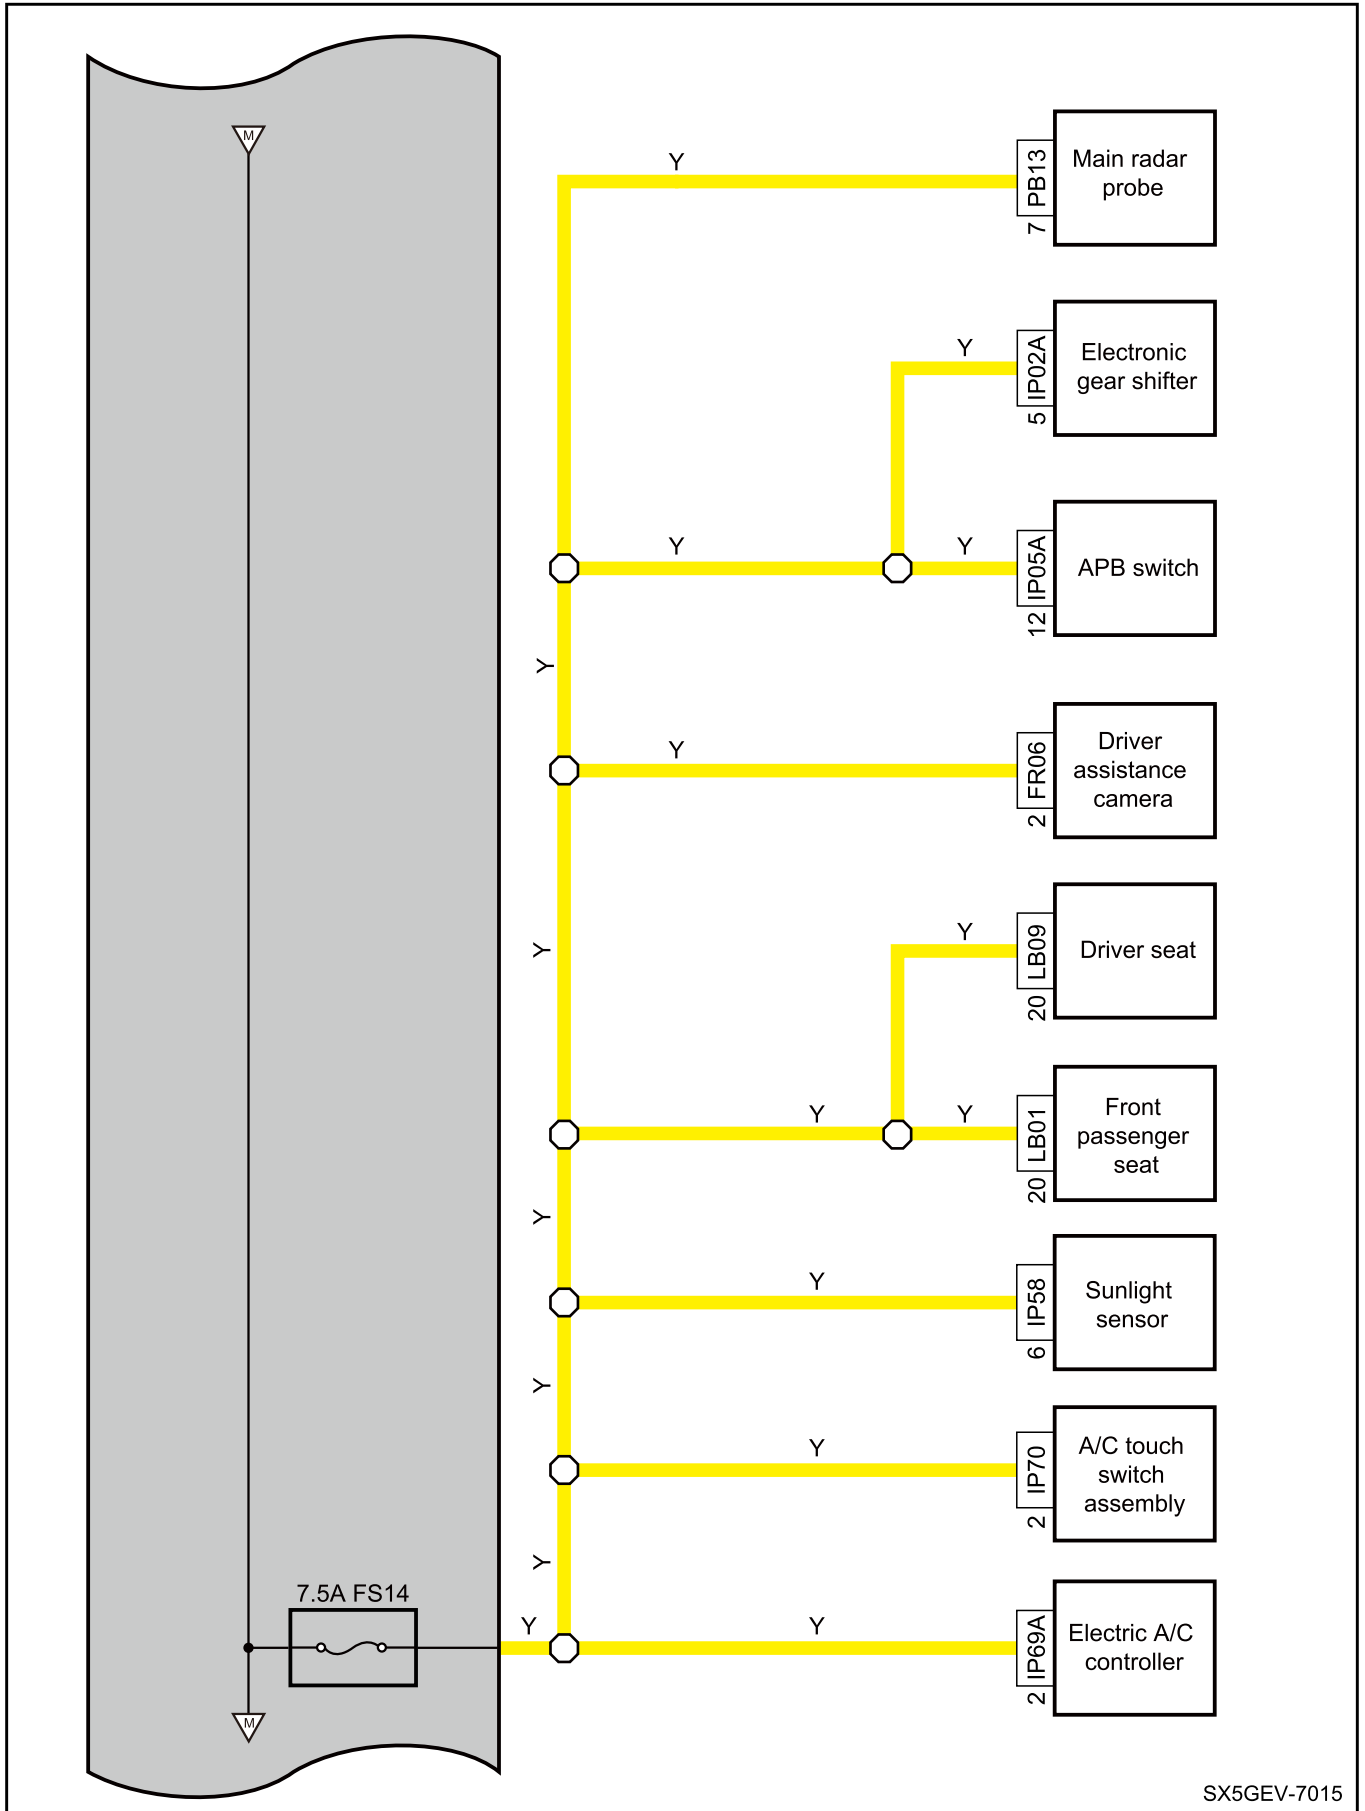 M
Y
PB13
7
Main radar
probe
Y
IP02A
5
Electronic
gear shifter
Y
Y
IP05A
12
APB switch
Y
Y
FR06
2
Driver
assistance
camera
Y
Y
LB09
20
Driver seat
Y
Y
LB01
20
Front
passenger
seat
Y
Y
IP58
6
Sunlight
sensor
Y
Y
IP70
2
A/C touch
switch
assembly
Y
7.5A FS14
Y
Y
IP69A
2
Electric A/C
controller
M
SX5GEV-7015